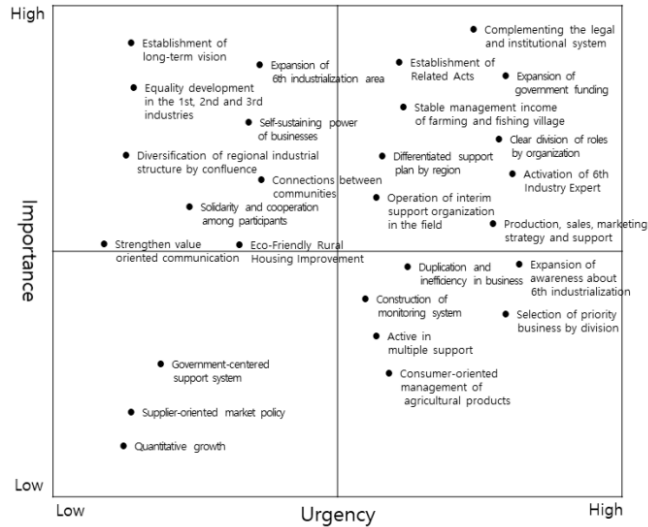 High
Complementing the legal
and institutional system
Establishment of
long-term vision
Expansion of
6th industrialization area
Establishment of
Related Acts
Expansion of
government funding
Equality development
in the 1st, 2nd and 3rd
industries
Stable management income
of farming and fishing village
Self-sustaining power
of businesses
Clear division of roles
by organization
Diversification of regional industrial
structure by confluence
Differentiated support
plan by region
Activation of 6th
Industry Expert
Connections between
communities
Operation of interim
support organization
in the field
Solidarity and cooperation
among participants
Production, sales, marketing
strategy and support
Strengthen value
oriented communication
Eco-Friendly Rural
Housing Improvement
Importance
Duplication and
inefficiency in business
Expansion of
awareness about
6th industrialization
Construction of
monitoring system
Selection of priority
business by division
Active in
multiple support
Government-centered
support system
Consumer-oriented
management of
agricultural products
Supplier-oriented market policy
Quantitative growth
Low
Low
Urgency
High